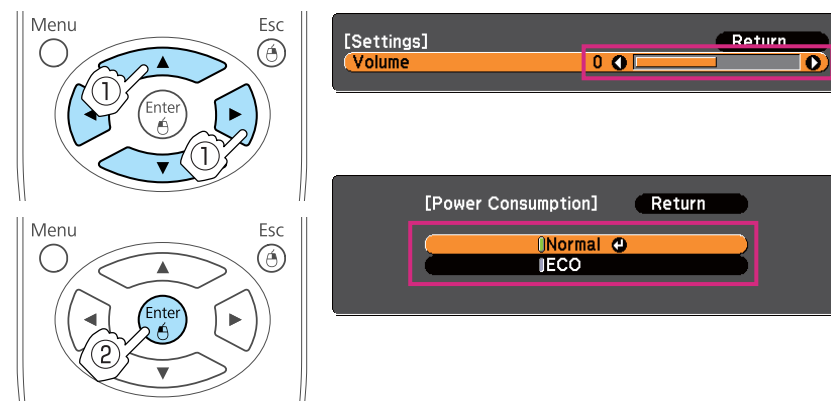 Menu
Esc
①
Enter
①
[Settings]
Return
Volume
0
[Power Consumption]
Return
Normal
ECO
Menu
Esc
Enter
②